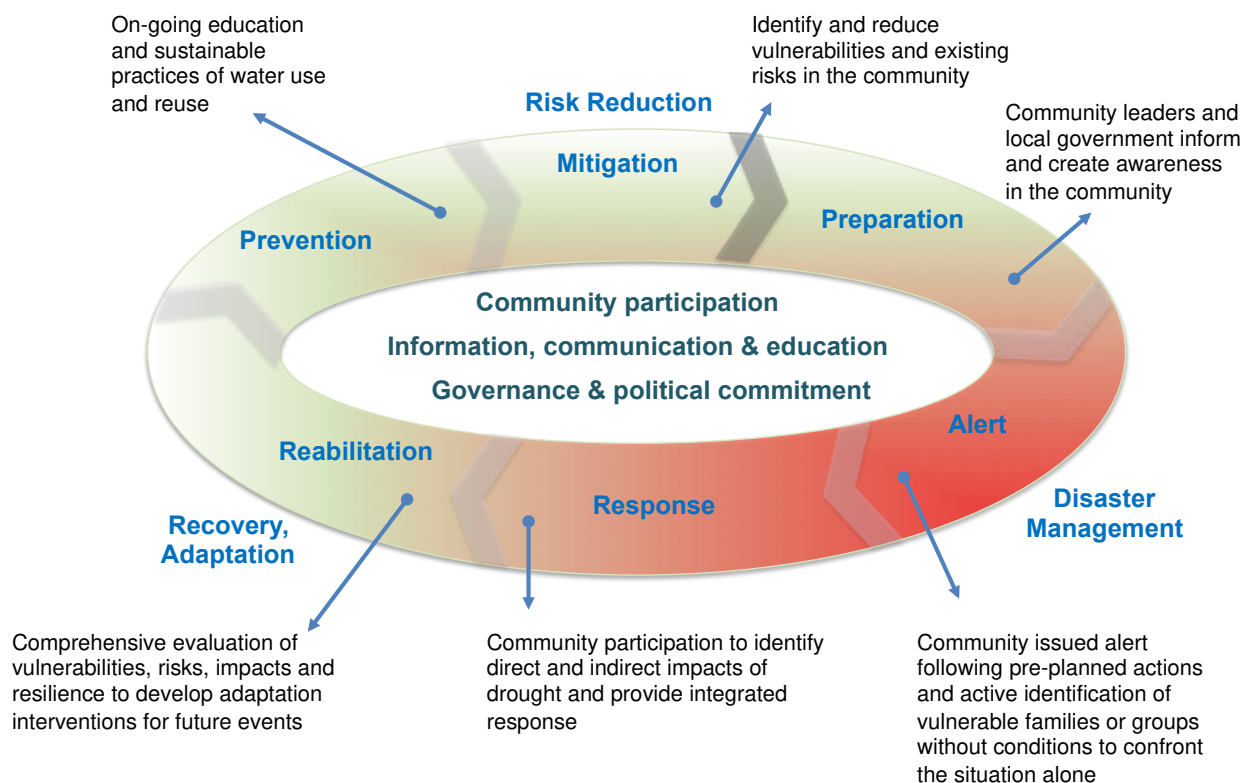 On-going education
and sustainable
practices of water use
and reuse
Identify and reduce
vulnerabilities and existing
risks in the community
Risk Reduction
Community leaders and
local government inform
and create awareness
in the community
Mitigation
Prevention
Preparation
Community participation
Information, communication & education
Governance & political commitment
Alert
Reabilitation
Response
Disaster
Management
Recovery,
Adaptation
Comprehensive evaluation of
vulnerabilities, risks, impacts and
resilience to develop adaptation
interventions for future events
Community participation to identify
direct and indirect impacts of
drought and provide integrated
response
Community issued alert
following pre-planned actions
and active identification of
vulnerable families or groups
without conditions to confront
the situation alone